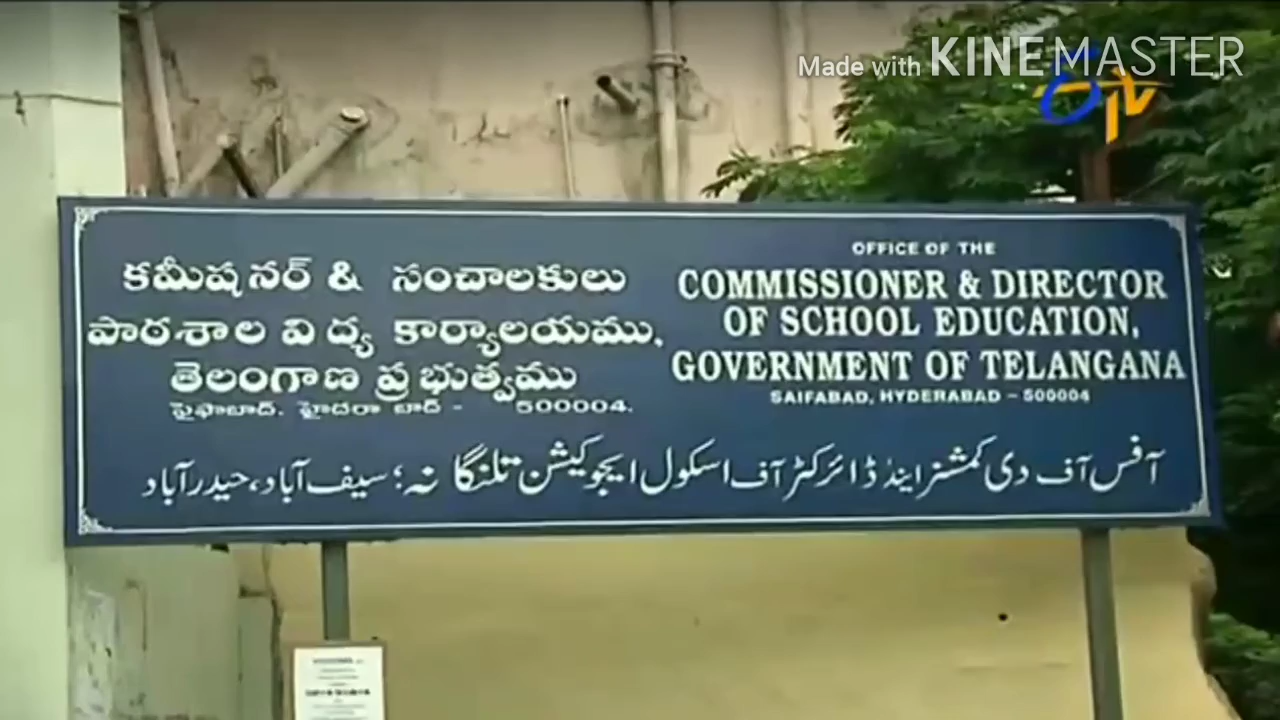 Made with KINEMASTER
etv
కమీషనర్ & సంచాలకులు
పాఠశాల విద్య కార్యాలయము,
తెలంగాణ ప్రభుత్వము
సైఫాబాద్. హైదరాబాద్ - 500004.
OFFICE OF THE
COMMISSIONER & DIRECTOR
OF SCHOOL EDUCATION,
GOVERNMENT OF TELANGANA
SAIFABAD, HYDERABAD - 500004
آفس آف دی کمشنر اینڈ ڈائرکٹر آف اسکول ایجوکیشن تلنگانہ؛ سیف آباد، حیدرآباد